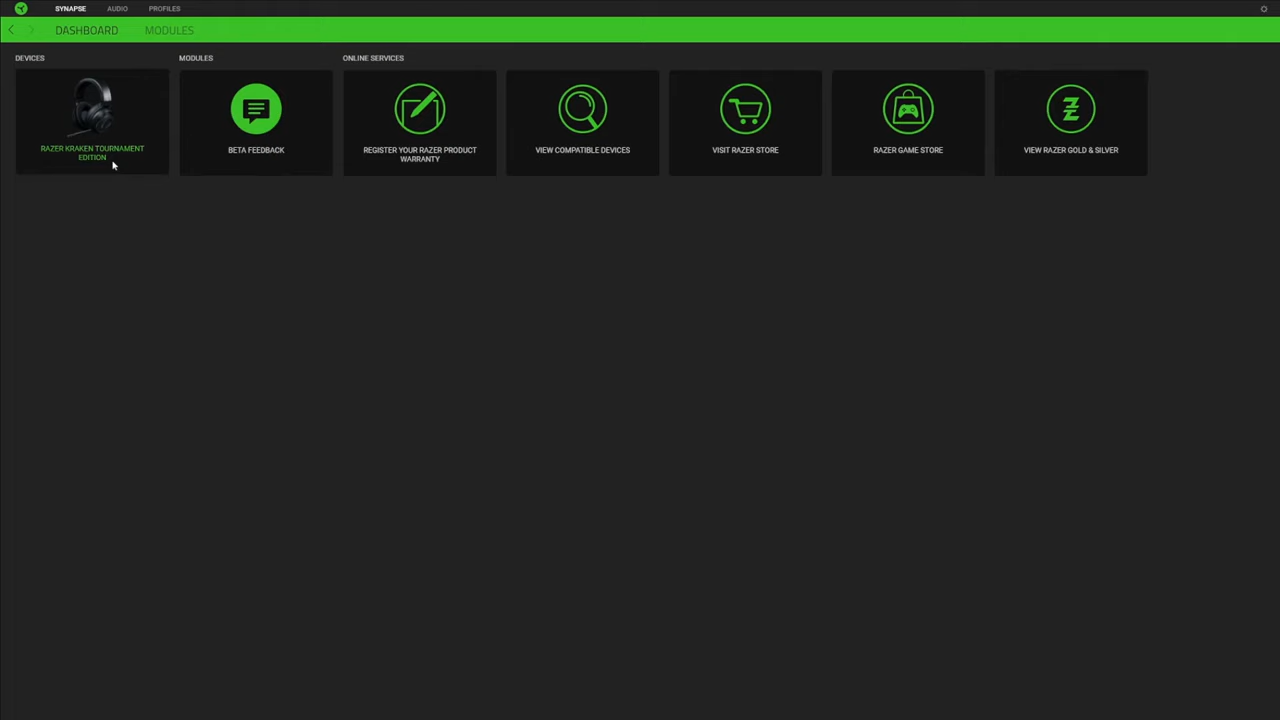 SYNAPSE AUDIO PROFILES
DASHBOARD MODULES
DEVICES MODULES ONLINE SERVICES
RAZER KRAKEN TOURNAMENT
EDITION
BETA FEEDBACK
REGISTER YOUR RAZER PRODUCT
WARRANTY
VIEW COMPATIBLE DEVICES
VISIT RAZER STORE
RAZER GAME STORE
VIEW RAZER GOLD & SILVER